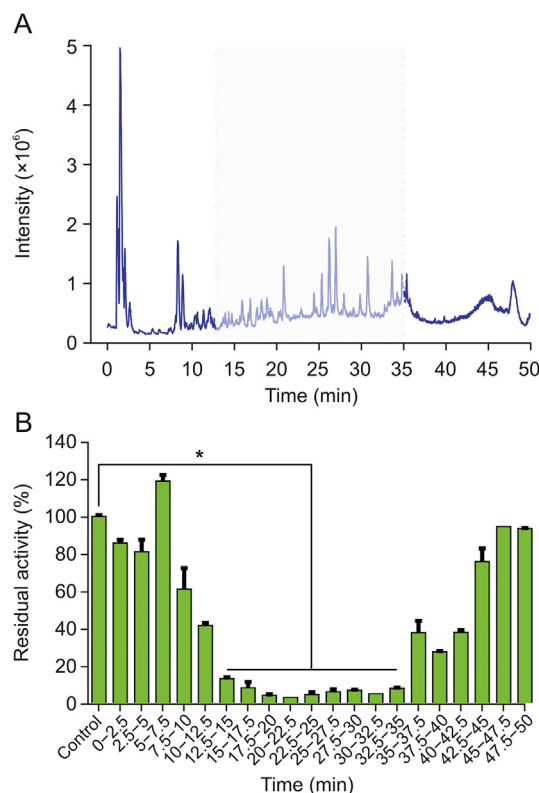 A
Intensity (×10⁶)
5
4
3
2
1
0
0 5 10 15 20 25 30 35 40 45 50
Time (min)
B
Residual activity (%)
140
120
100
80
60
40
20
0
*
Control 0–2.5 2.5–5 2.5–7.5 7.5–10 10–12.5 12.5–15 15–17.5 17.5–20 20–22.5 22.5–25 25–27.5 27.5–30 30–32.5 32.5–35 35–37.5 37.5–40 40–42.5 42.5–45 45–47.5 47.5–50
Time (min)